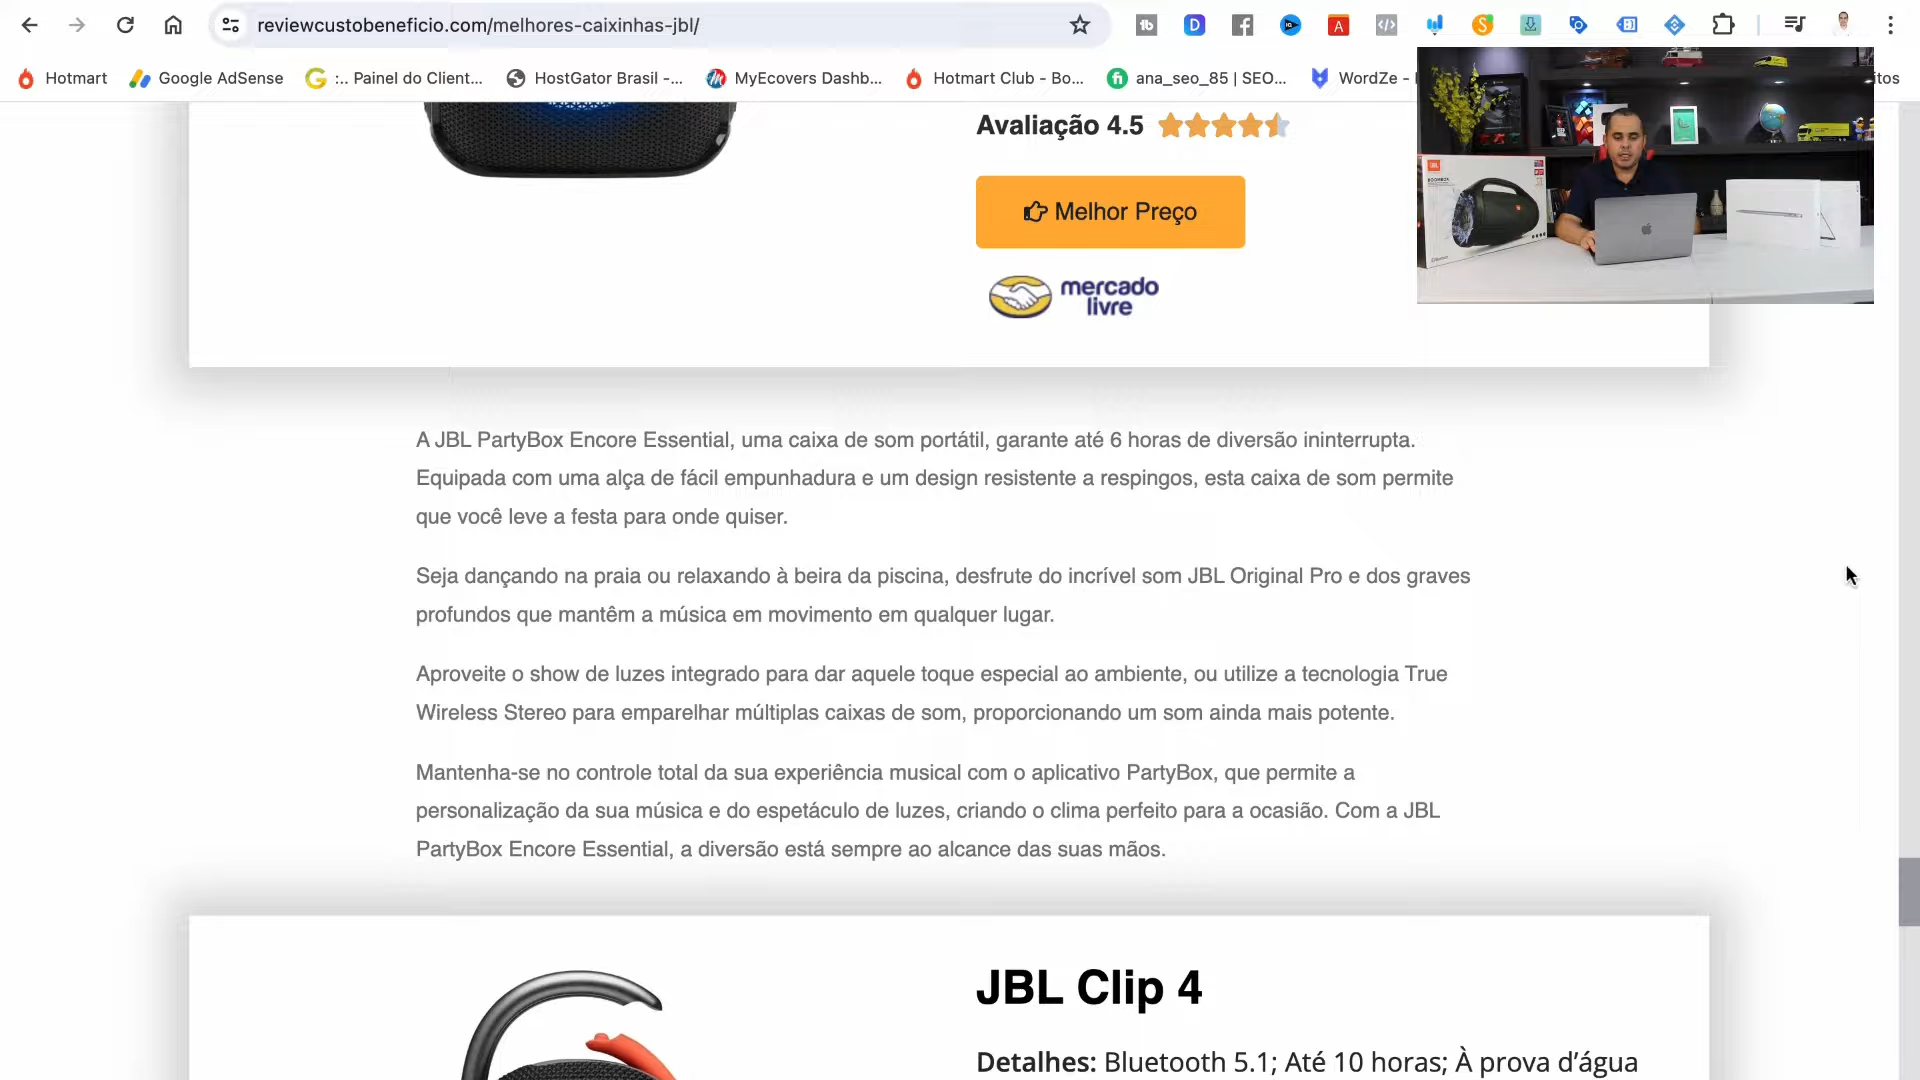 reviewcustobeneficio.com/melhores-caixinhas-jbl/
Hotmart
Google AdSense
:.. Painel do Client...
HostGator Brasil -...
MyEcovers Dashb...
Hotmart Club - Bo...
ana_seo_85 | SEO...
WordZe -
itos
Avaliação 4.5
Melhor Preço
mercado
livre
JBL
BOOMBOX
A JBL PartyBox Encore Essential, uma caixa de som portátil, garante até 6 horas de diversão ininterrupta.
Equipada com uma alça de fácil empunhadura e um design resistente a respingos, esta caixa de som permite
que você leve a festa para onde quiser.
Seja dançando na praia ou relaxando à beira da piscina, desfrute do incrível som JBL Original Pro e dos graves
profundos que mantêm a música em movimento em qualquer lugar.
Aproveite o show de luzes integrado para dar aquele toque especial ao ambiente, ou utilize a tecnologia True
Wireless Stereo para emparelhar múltiplas caixas de som, proporcionando um som ainda mais potente.
Mantenha-se no controle total da sua experiência musical com o aplicativo PartyBox, que permite a
personalização da sua música e do espetáculo de luzes, criando o clima perfeito para a ocasião. Com a JBL
PartyBox Encore Essential, a diversão está sempre ao alcance das suas mãos.
JBL Clip 4
Detalhes: Bluetooth 5.1; Até 10 horas; À prova d’água